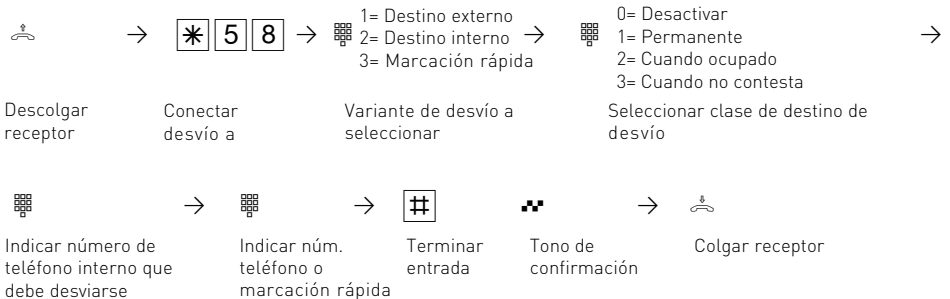 1= Destino externo
2= Destino interno
3= Marcación rápida
0= Desactivar
1= Permanente
2= Cuando ocupado
3= Cuando no contesta
* 5 8
Descolgar
receptor
Conectar
desvío a
Variante de desvío a
seleccionar
Seleccionar clase de destino de
desvío
#
Indicar número de
teléfono interno que
debe desviarse
Indicar núm.
teléfono o
marcación rápida
Terminar
entrada
Tono de
confirmación
Colgar receptor